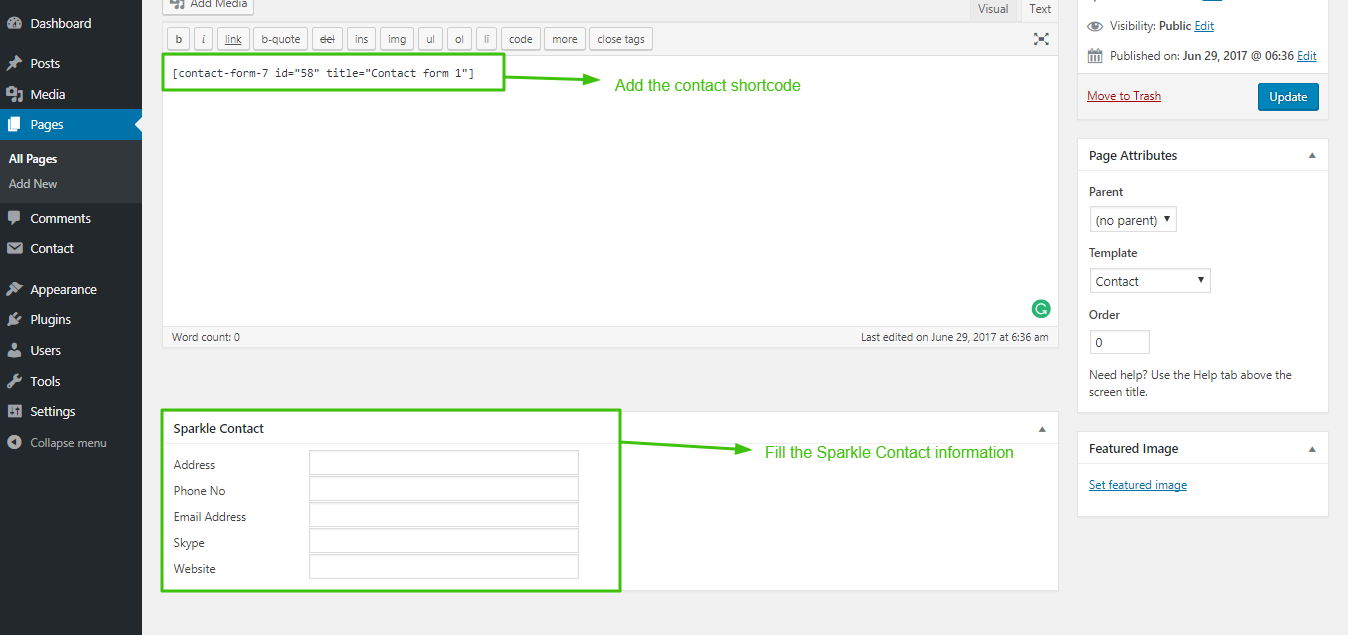 Dashboard
Posts
Media
Pages
All Pages
Add New
Comments
Contact
Appearance
Plugins
Users
Tools
Settings
Collapse menu
Add Media
Visual
Text
b
i
link
b-quote
del
ins
img
ul
ol
li
code
more
close tags
[contact-form-7 id="58" title="Contact form 1"]
Add the contact shortcode
Word count: 0
Last edited on June 29, 2017 at 6:36 am
Sparkle Contact
Address
Phone No
Email Address
Skype
Website
Fill the Sparkle Contact information
Visibility: Public Edit
Published on: Jun 29, 2017 @ 06:36 Edit
Move to Trash
Update
Page Attributes
Parent
(no parent)
Template
Contact
Order
0
Need help? Use the Help tab above the
screen title.
Featured Image
Set featured image